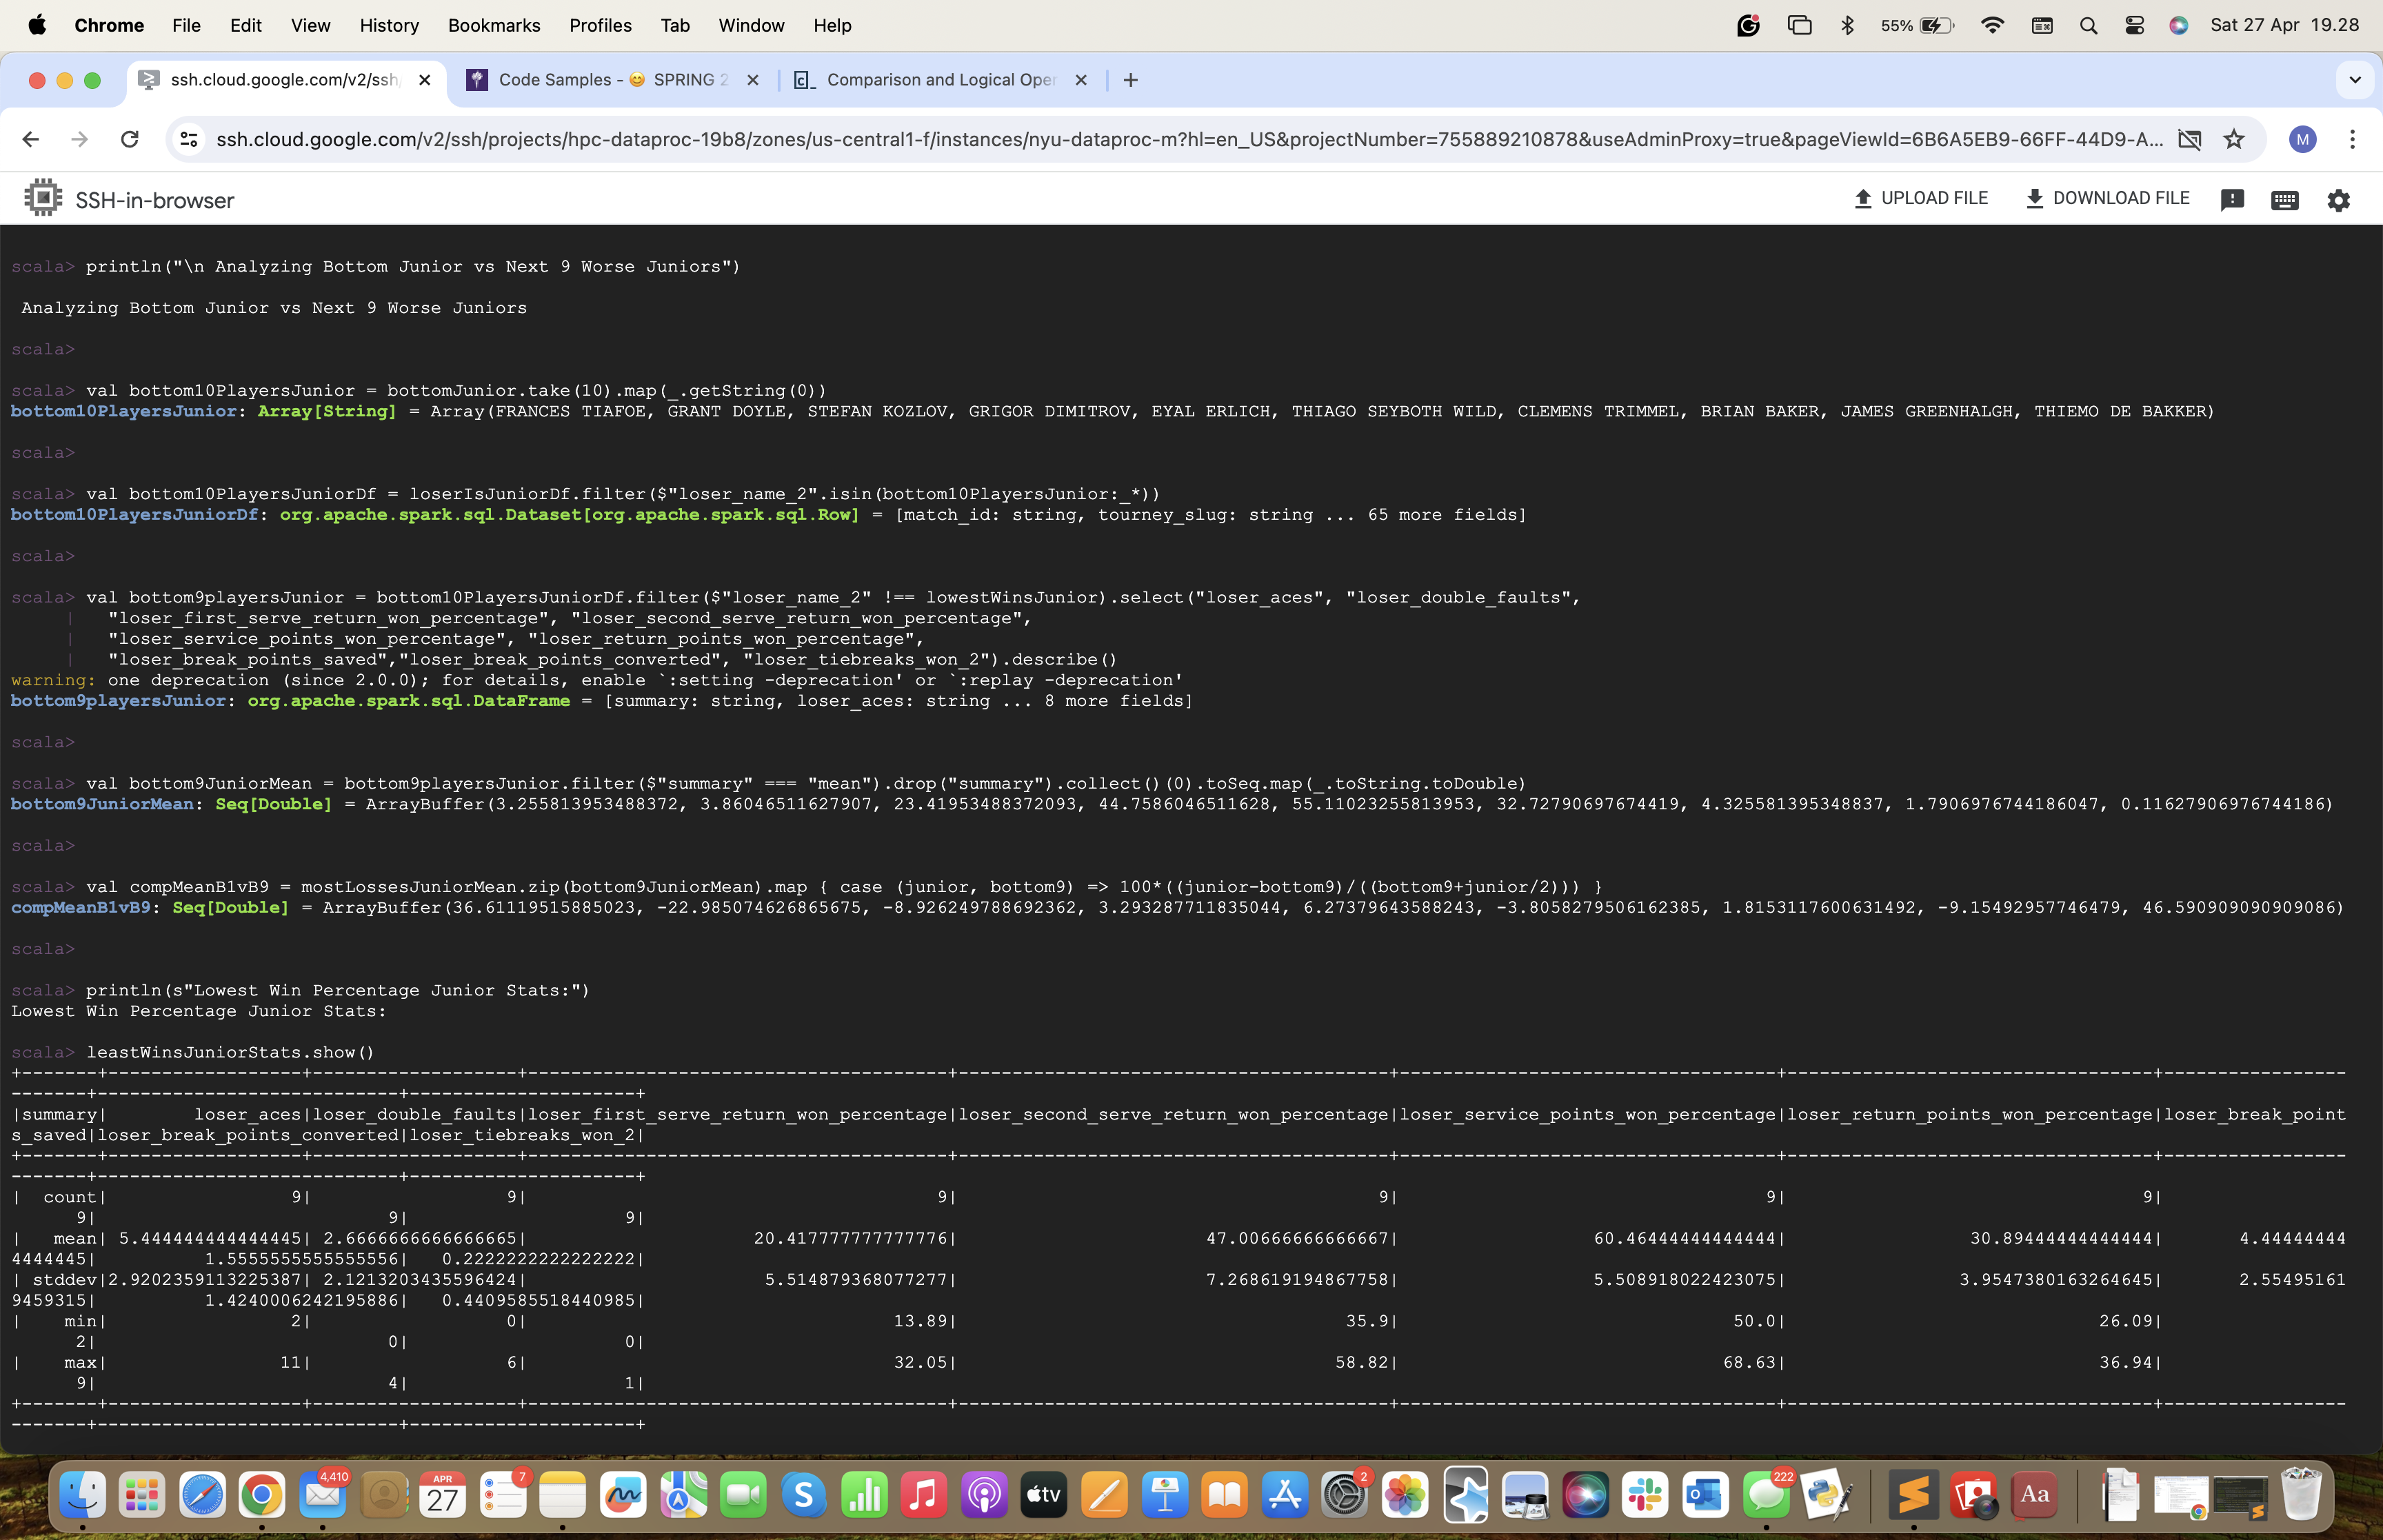 Chrome File Edit View History Bookmarks Profiles Tab Window Help 55% Sat 27 Apr 19.28
ssh.cloud.google.com/v2/ssh Code Samples - 😊 SPRING 2 Comparison and Logical Oper
ssh.cloud.google.com/v2/ssh/projects/hpc-dataproc-19b8/zones/us-central1-f/instances/nyu-dataproc-m?hl=en_US&projectNumber=755889210878&useAdminProxy=true&pageViewId=6B6A5EB9-66FF-44D9-A... M
SSH-in-browser UPLOAD FILE DOWNLOAD FILE
scala> println("\n Analyzing Bottom Junior vs Next 9 Worse Juniors")
Analyzing Bottom Junior vs Next 9 Worse Juniors
scala>
scala> val bottom10PlayersJunior = bottomJunior.take(10).map(_.getString(0))
bottom10PlayersJunior: Array[String] = Array(FRANCES TIAFOE, GRANT DOYLE, STEFAN KOZLOV, GRIGOR DIMITROV, EYAL ERLICH, THIAGO SEYBOTH WILD, CLEMENS TRIMMEL, BRIAN BAKER, JAMES GREENHALGH, THIEMO DE BAKKER)
scala>
scala> val bottom10PlayersJuniorDf = loserIsJuniorDf.filter($"loser_name_2".isin(bottom10PlayersJunior:_*))
bottom10PlayersJuniorDf: org.apache.spark.sql.Dataset[org.apache.spark.sql.Row] = [match_id: string, tourney_slug: string ... 65 more fields]
scala>
scala> val bottom9playersJunior = bottom10PlayersJuniorDf.filter($"loser_name_2" !== lowestWinsJunior).select("loser_aces", "loser_double_faults",
| "loser_first_serve_return_won_percentage", "loser_second_serve_return_won_percentage",
| "loser_service_points_won_percentage", "loser_return_points_won_percentage",
| "loser_break_points_saved","loser_break_points_converted", "loser_tiebreaks_won_2").describe()
warning: one deprecation (since 2.0.0); for details, enable `:setting -deprecation' or `:replay -deprecation'
bottom9playersJunior: org.apache.spark.sql.DataFrame = [summary: string, loser_aces: string ... 8 more fields]
scala>
scala> val bottom9JuniorMean = bottom9playersJunior.filter($"summary" === "mean").drop("summary").collect()(0).toSeq.map(_.toString.toDouble)
bottom9JuniorMean: Seq[Double] = ArrayBuffer(3.255813953488372, 3.86046511627907, 23.41953488372093, 44.7586046511628, 55.11023255813953, 32.72790697674419, 4.325581395348837, 1.7906976744186047, 0.11627906976744186)
scala>
scala> val compMeanB1vB9 = mostLossesJuniorMean.zip(bottom9JuniorMean).map { case (junior, bottom9) => 100*((junior-bottom9)/((bottom9+junior/2))) }
compMeanB1vB9: Seq[Double] = ArrayBuffer(36.61119515885023, -22.985074626865675, -8.926249788692362, 3.293287711835044, 6.27379643588243, -3.8058279506162385, 1.8153117600631492, -9.15492957746479, 46.590909090909086)
scala>
scala> println(s"Lowest Win Percentage Junior Stats:")
Lowest Win Percentage Junior Stats:
scala> leastWinsJuniorStats.show()
|summary| loser_aces|loser_double_faults|loser_first_serve_return_won_percentage|loser_second_serve_return_won_percentage|loser_service_points_won_percentage|loser_return_points_won_percentage|loser_break_point
s_saved|loser_break_points_converted|loser_tiebreaks_won_2|
| count| 9| 9| 9| 9| 9| 9|
9| 9| 9|
| mean| 5.444444444444445| 2.6666666666666665| 20.417777777777776| 47.00666666666667| 60.46444444444444| 30.89444444444444| 4.44444444
4444445| 1.5555555555555556| 0.2222222222222222|
| stddev|2.9202359113225387| 2.1213203435596424| 5.514879368077277| 7.268619194867758| 5.508918022423075| 3.9547380163264645| 2.55495161
9459315| 1.4240006242195886| 0.4409585518440985|
| min| 2| 0| 13.89| 35.9| 50.0| 26.09|
2| 0| 0|
| max| 11| 6| 32.05| 58.82| 68.63| 36.94|
9| 4| 1|
4,410 APR 27 7 tv 2 222 Aa